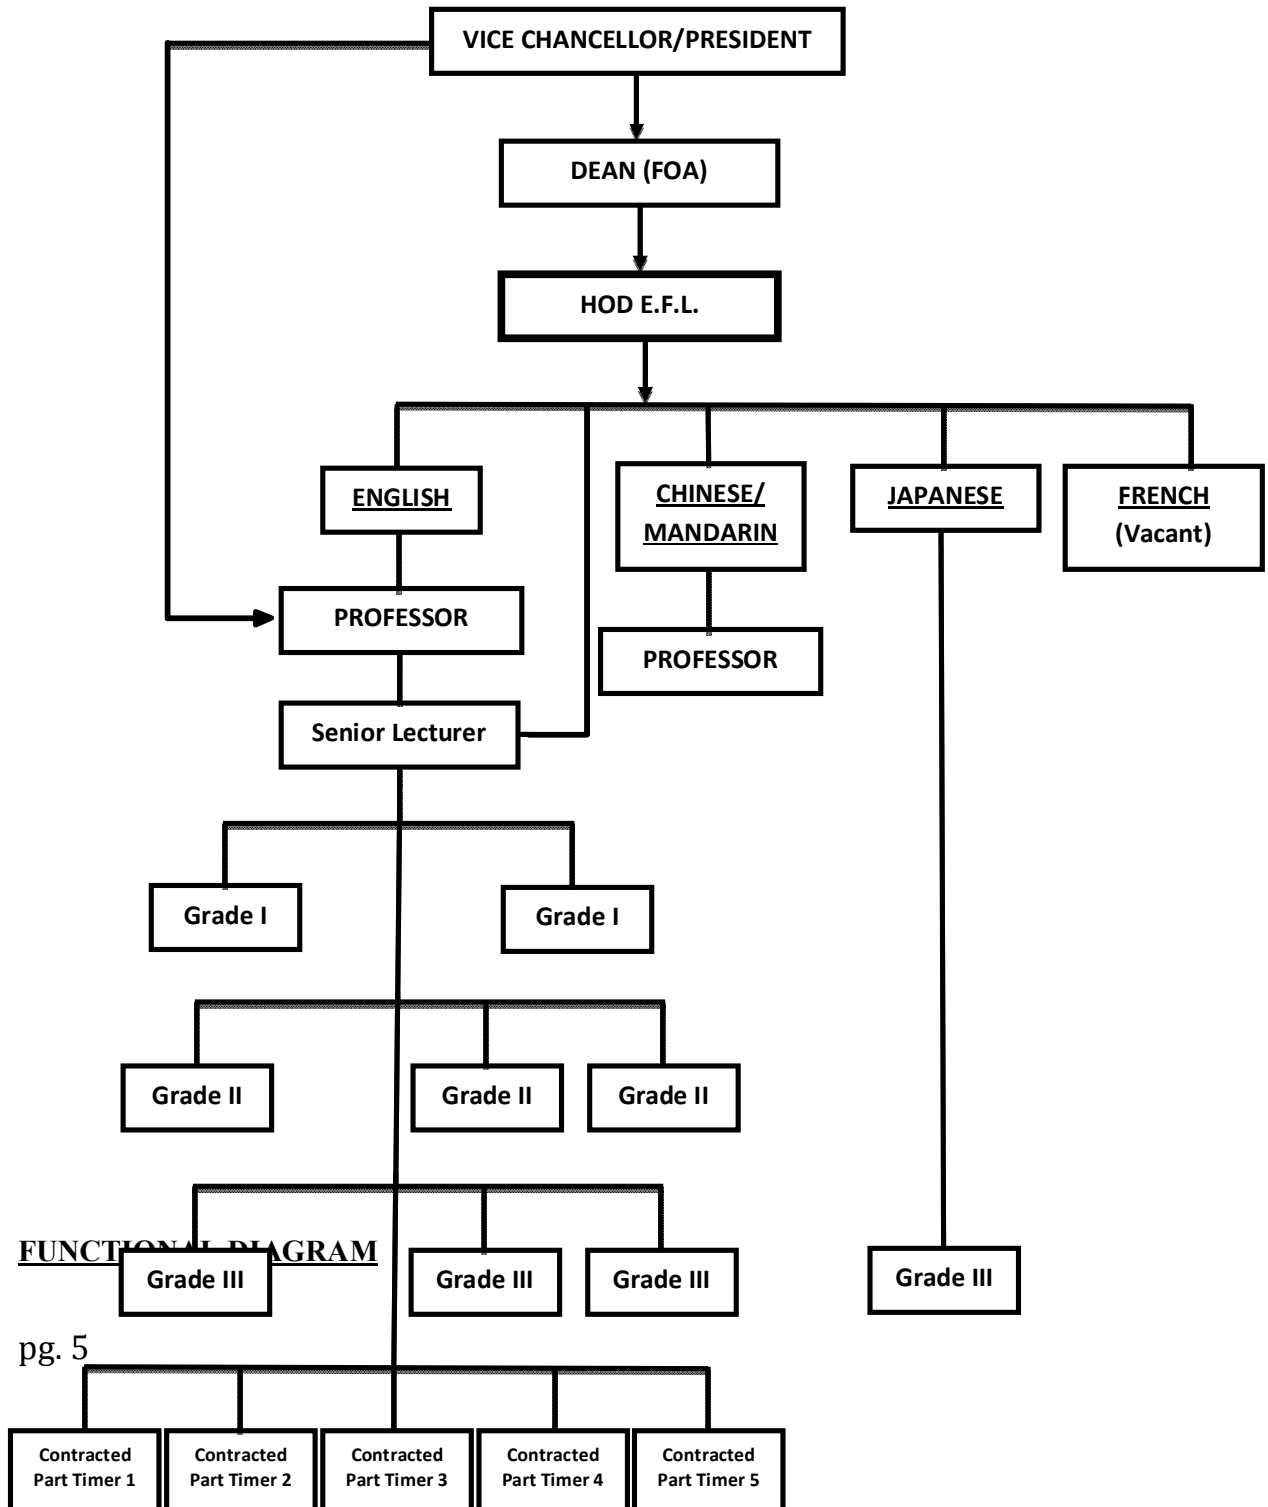 VICE CHANCELLOR/PRESIDENT
DEAN (FOA)
HOD E.F.L.
ENGLISH
CHINESE/
MANDARIN
JAPANESE
FRENCH
(Vacant)
PROFESSOR
PROFESSOR
Senior Lecturer
Grade I
Grade I
Grade II
Grade II
Grade II
FUNCTIONAL DIAGRAM
Grade III
Grade III
Grade III
Grade III
pg. 5
Contracted
Part Timer 1
Contracted
Part Timer 2
Contracted
Part Timer 3
Contracted
Part Timer 4
Contracted
Part Timer 5